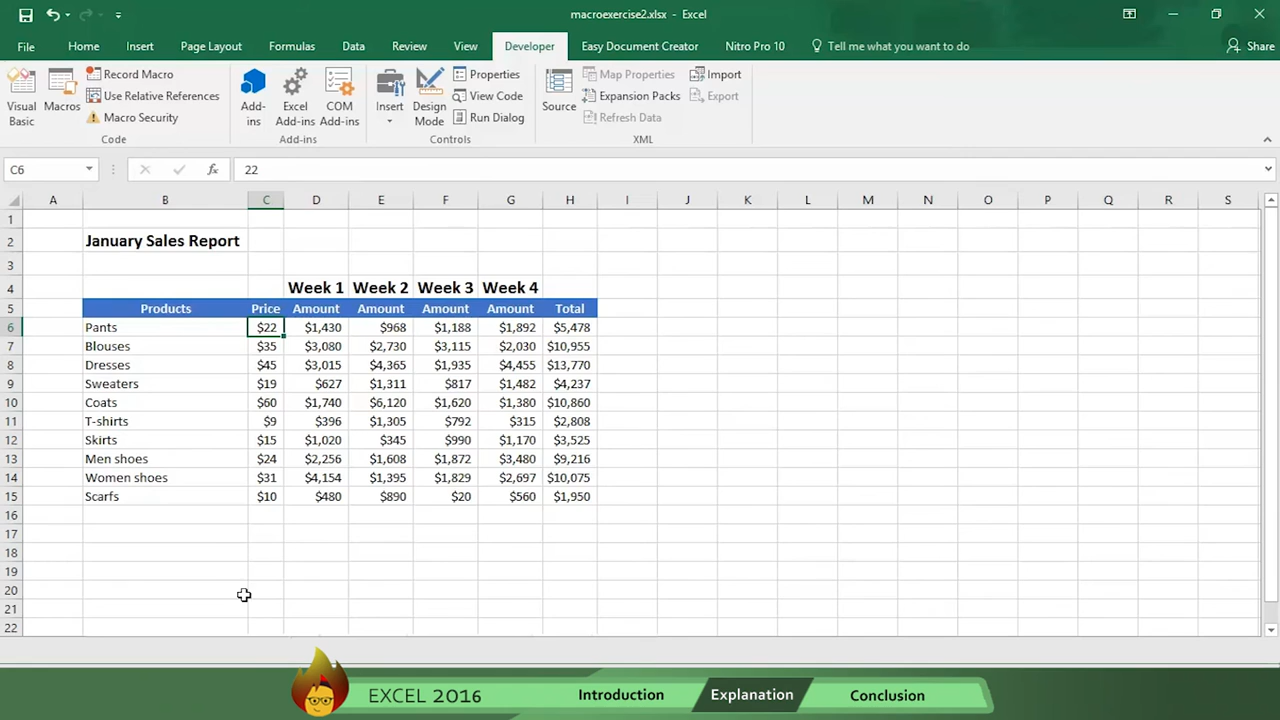 macroexercise2.xlsx - Excel
File Home Insert Page Layout Formulas Data Review View Developer Easy Document Creator Nitro Pro 10 Tell me what you want to do Share
Visual Basic
Macros
Record Macro
Use Relative References
Macro Security
Code
Add-ins
Excel Add-ins
COM Add-ins
Add-ins
Insert
Design Mode
Properties
View Code
Run Dialog
Controls
Source
Map Properties
Expansion Packs
Refresh Data
Import
Export
XML
C6 fx 22
A B C D E F G H I J K L M N O P Q R S
1
2 January Sales Report
3
4 Week 1 Week 2 Week 3 Week 4
5 Products Price Amount Amount Amount Amount Total
6 Pants $22 $1,430 $968 $1,188 $1,892 $5,478
7 Blouses $35 $3,080 $2,730 $3,115 $2,030 $10,955
8 Dresses $45 $3,015 $4,365 $1,935 $4,455 $13,770
9 Sweaters $19 $627 $1,311 $817 $1,482 $4,237
10 Coats $60 $1,740 $6,120 $1,620 $1,380 $10,860
11 T-shirts $9 $396 $1,305 $792 $315 $2,808
12 Skirts $15 $1,020 $345 $990 $1,170 $3,525
13 Men shoes $24 $2,256 $1,608 $1,872 $3,480 $9,216
14 Women shoes $31 $4,154 $1,395 $1,829 $2,697 $10,075
15 Scarfs $10 $480 $890 $20 $560 $1,950
16
17
18
19
20
21
22
EXCEL 2016 Introduction Explanation Conclusion